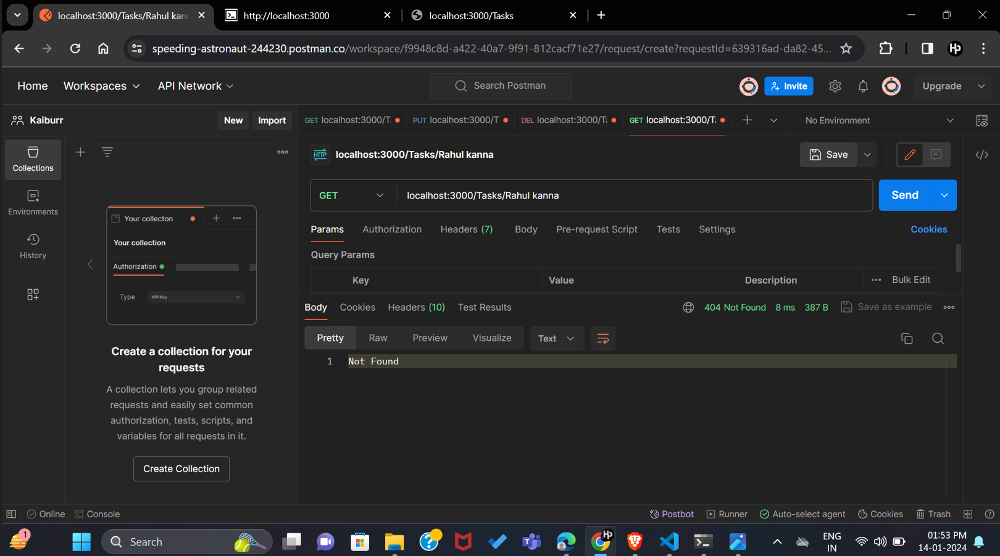 localhost:3000/Tasks/Rahul kan
http://localhost:3000
localhost:3000/Tasks
speeding-astronaut-244230.postman.co/workspace/f9948c8d-a422-40a7-9f91-812cacf71e27/request/create?requestId=639316ad-da82-45...
Home Workspaces API Network Search Postman Invite Upgrade
Kaiburr New Import GET localhost:3000/T PUT localhost:3000/T DEL localhost:3000/Ta GET localhost:3000/Ta No Environment
Collections
Environments
History
Your collecton
Your collection
Authorization
Type API Key
Create a collection for your
requests
A collection lets you group related
requests and easily set common
authorization, tests, scripts, and
variables for all requests in it.
Create Collection
HTTP localhost:3000/Tasks/Rahul kanna Save
GET localhost:3000/Tasks/Rahul kanna Send
Params Authorization Headers (7) Body Pre-request Script Tests Settings Cookies
Query Params
Key Value Description Bulk Edit
Body Cookies Headers (10) Test Results 404 Not Found 8 ms 387 B Save as example
Pretty Raw Preview Visualize Text
1 Not Found
Online Console Postbot Runner Auto-select agent Cookies Trash
1 Search ENG
IN
01:53 PM
14-01-2024